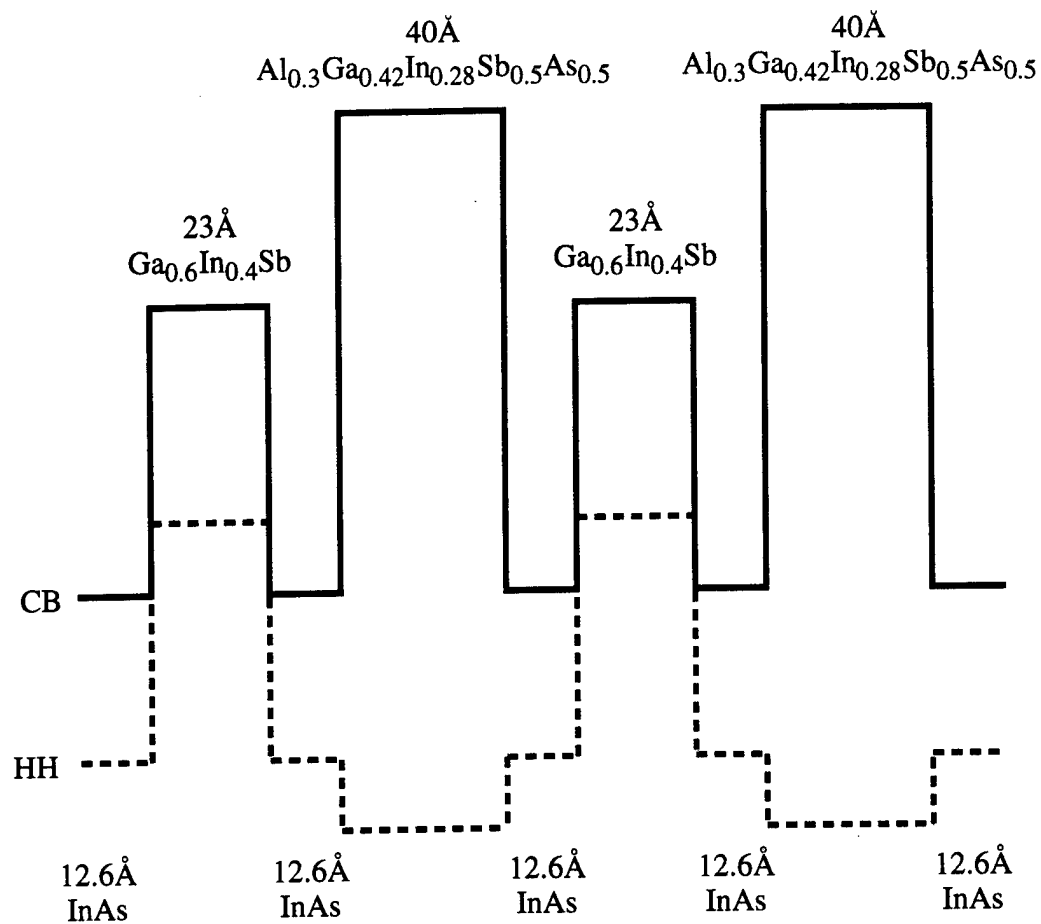 40Å
Al0.3Ga0.42In0.28Sb0.5As0.5
40Å
Al0.3Ga0.42In0.28Sb0.5As0.5
23Å
Ga0.6In0.4Sb
23Å
Ga0.6In0.4Sb
CB
HH
12.6Å
InAs
12.6Å
InAs
12.6Å
InAs
12.6Å
InAs
12.6Å
InAs